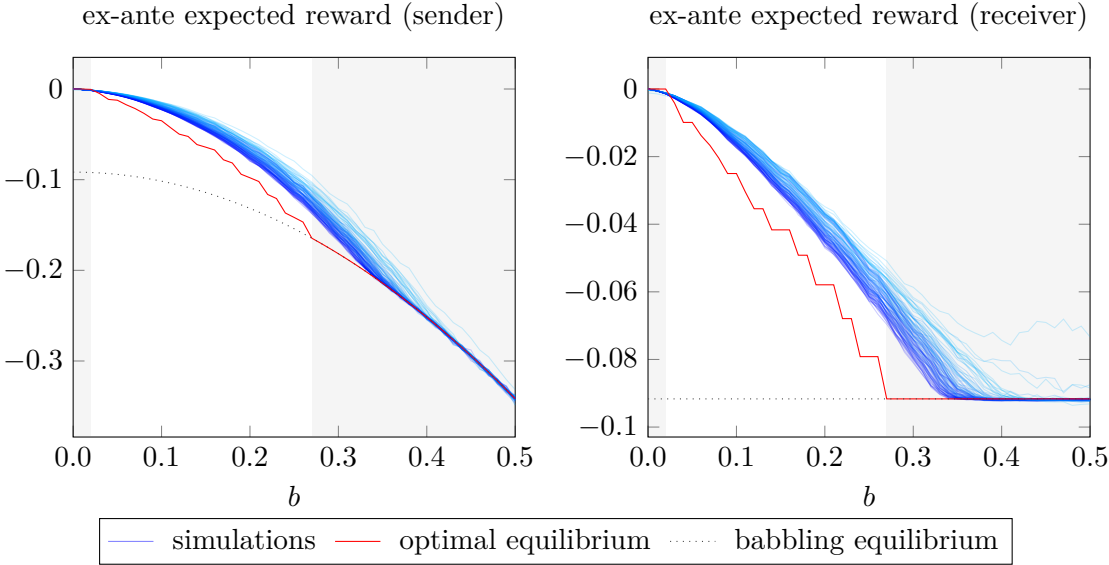 ex-ante expected reward (sender)
0
−0.1
−0.2
−0.3
0.0 0.1 0.2 0.3 0.4 0.5
b
ex-ante expected reward (receiver)
0
−0.02
−0.04
−0.06
−0.08
−0.1
0.0 0.1 0.2 0.3 0.4 0.5
b
simulations optimal equilibrium babbling equilibrium